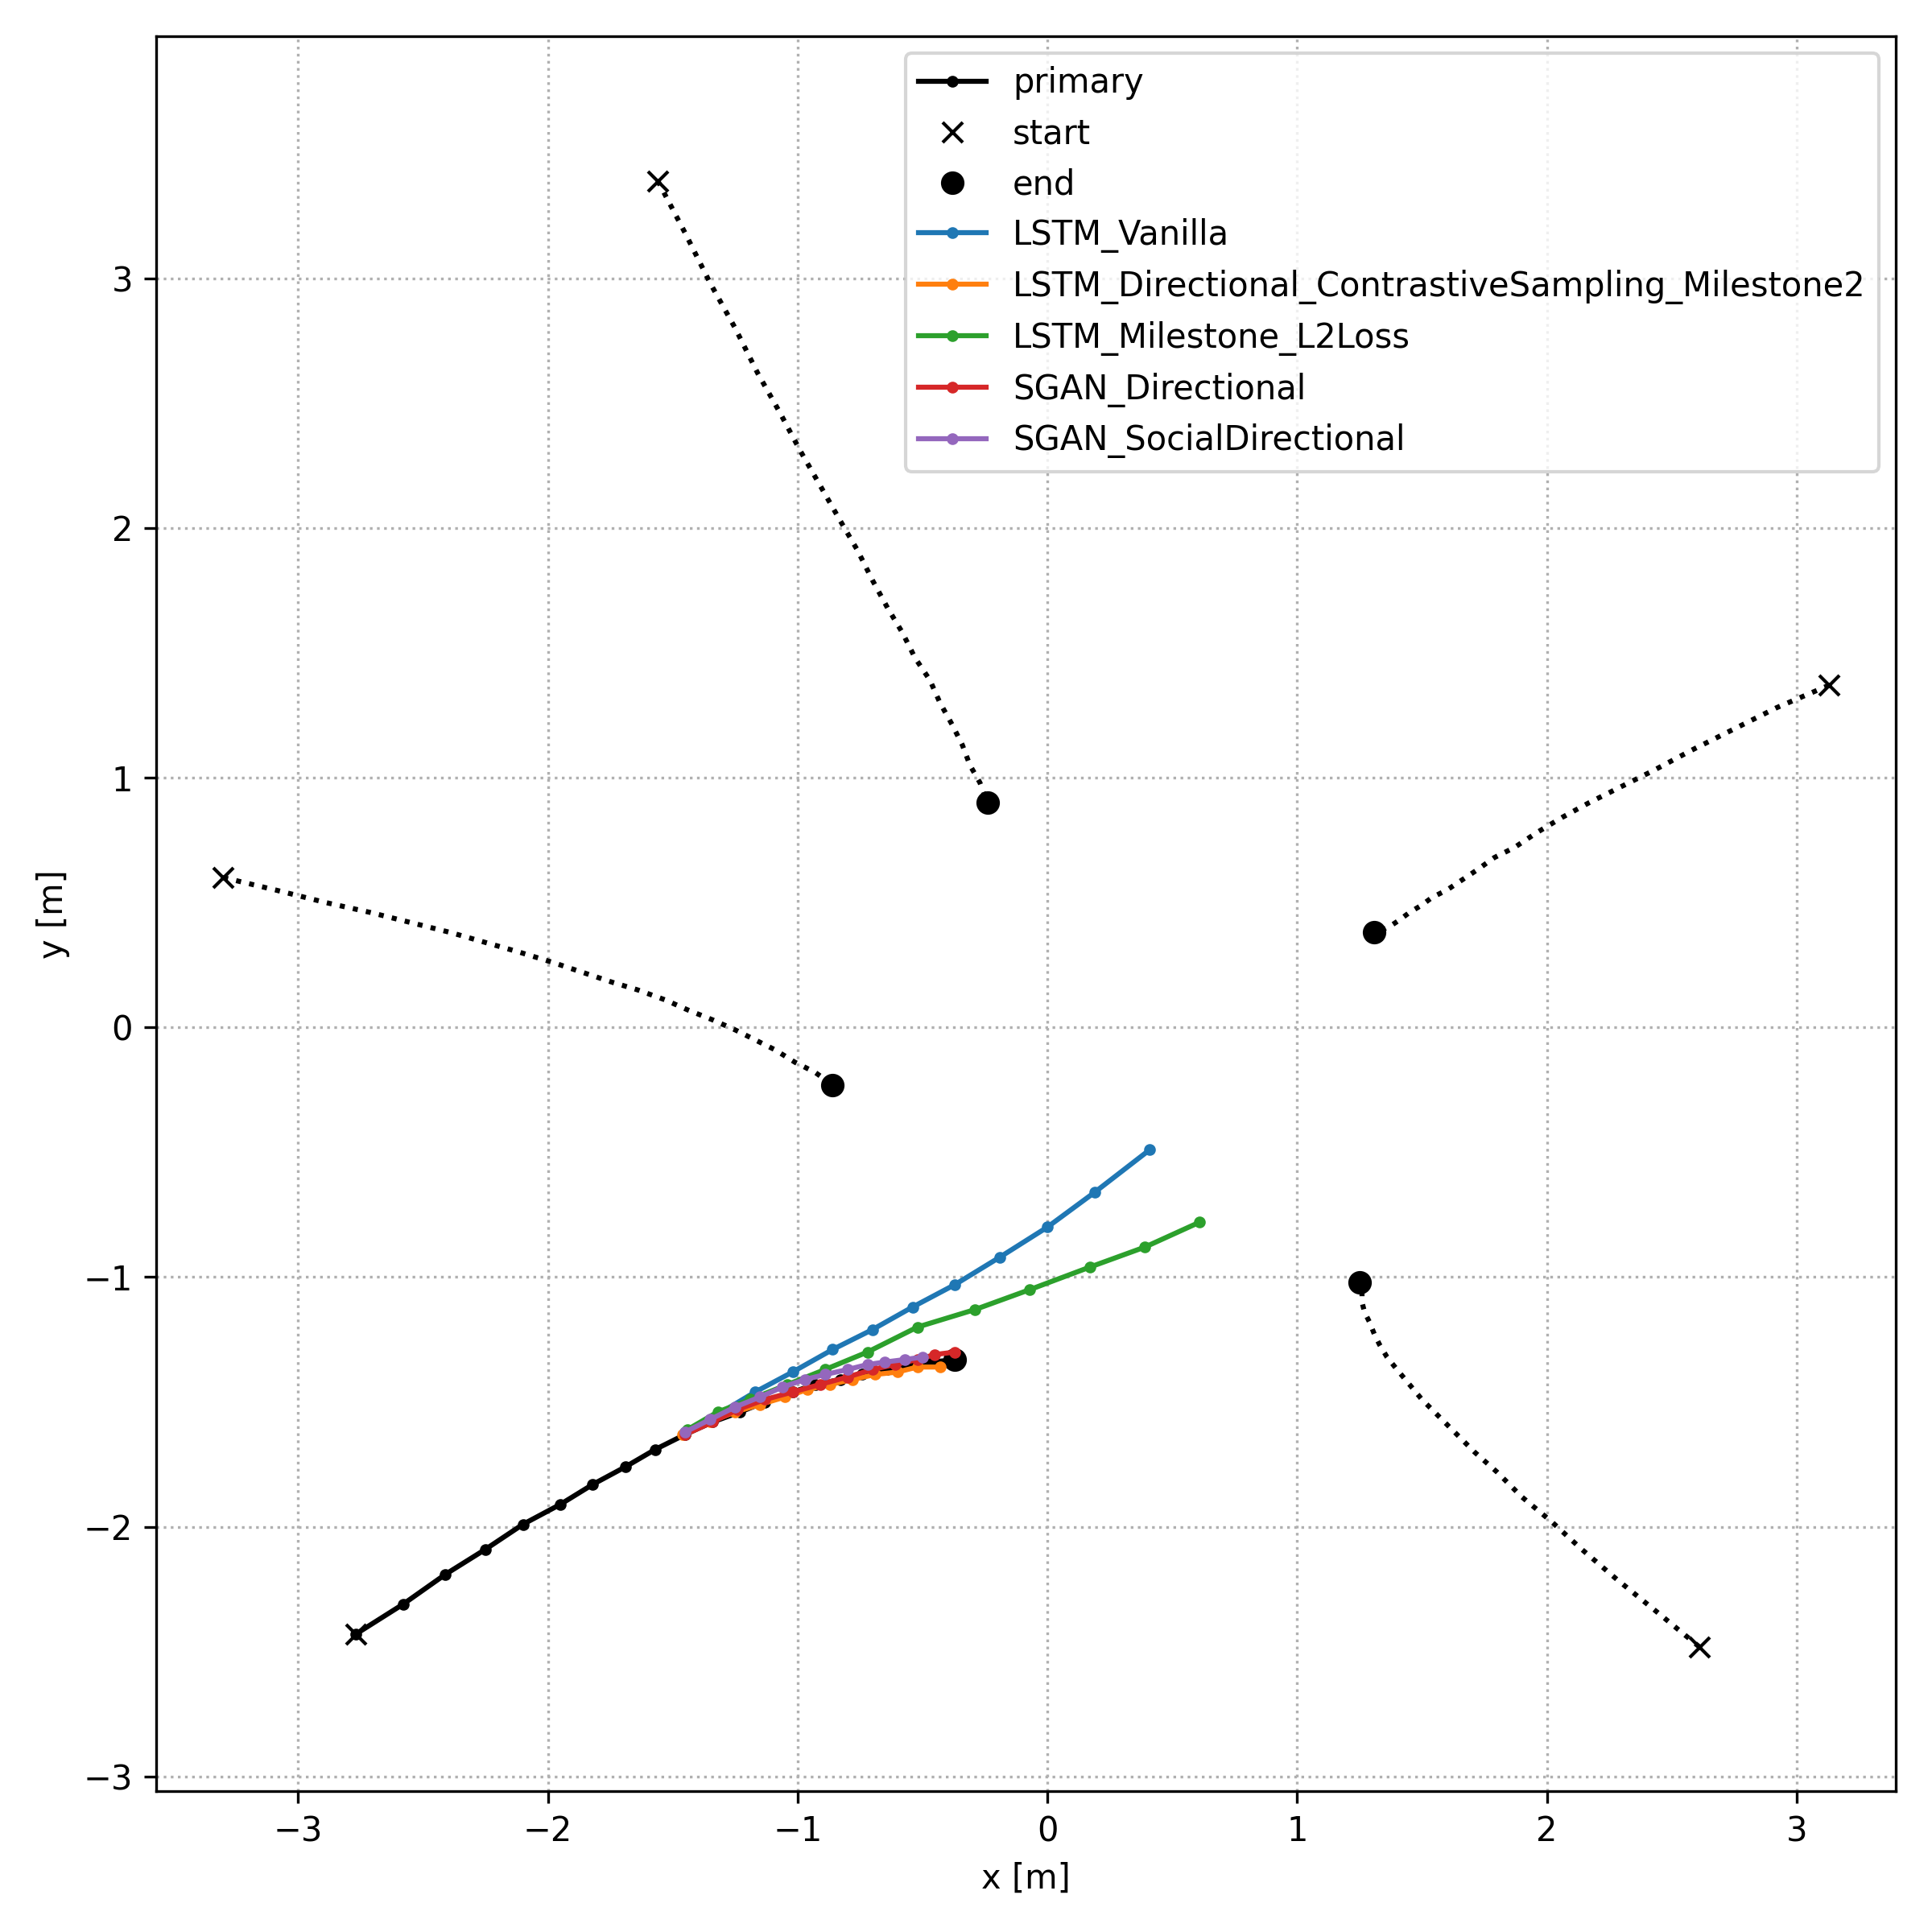 primary
start
end
LSTM_Vanilla
LSTM_Directional_ContrastiveSampling_Milestone2
LSTM_Milestone_L2Loss
SGAN_Directional
SGAN_SocialDirectional
3
2
1
0
−1
−2
−3
y [m]
−3 −2 −1 0 1 2 3
x [m]